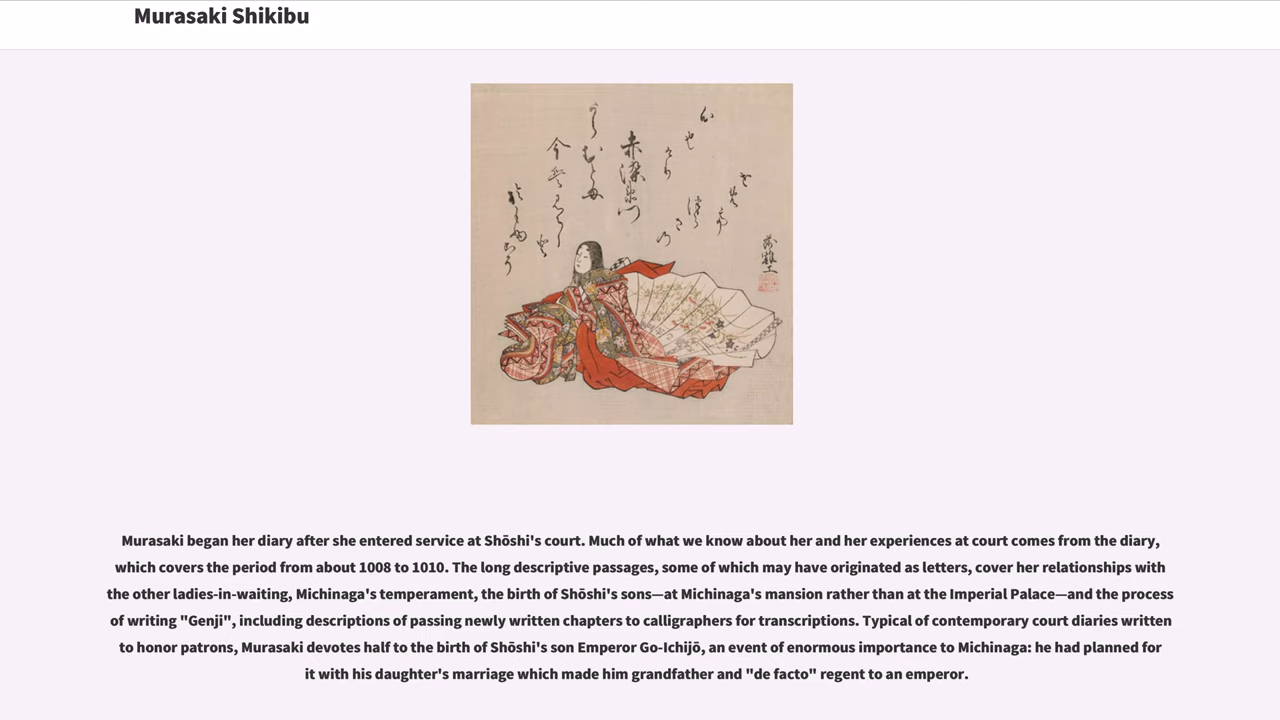 Murasaki Shikibu
赤染衛門
Murasaki began her diary after she entered service at Shōshi's court. Much of what we know about her and her experiences at court comes from the diary,
which covers the period from about 1008 to 1010. The long descriptive passages, some of which may have originated as letters, cover her relationships with
the other ladies-in-waiting, Michinaga's temperament, the birth of Shōshi's sons—at Michinaga's mansion rather than at the Imperial Palace—and the process
of writing "Genji", including descriptions of passing newly written chapters to calligraphers for transcriptions. Typical of contemporary court diaries written
to honor patrons, Murasaki devotes half to the birth of Shōshi's son Emperor Go-Ichijō, an event of enormous importance to Michinaga: he had planned for
it with his daughter's marriage which made him grandfather and "de facto" regent to an emperor.